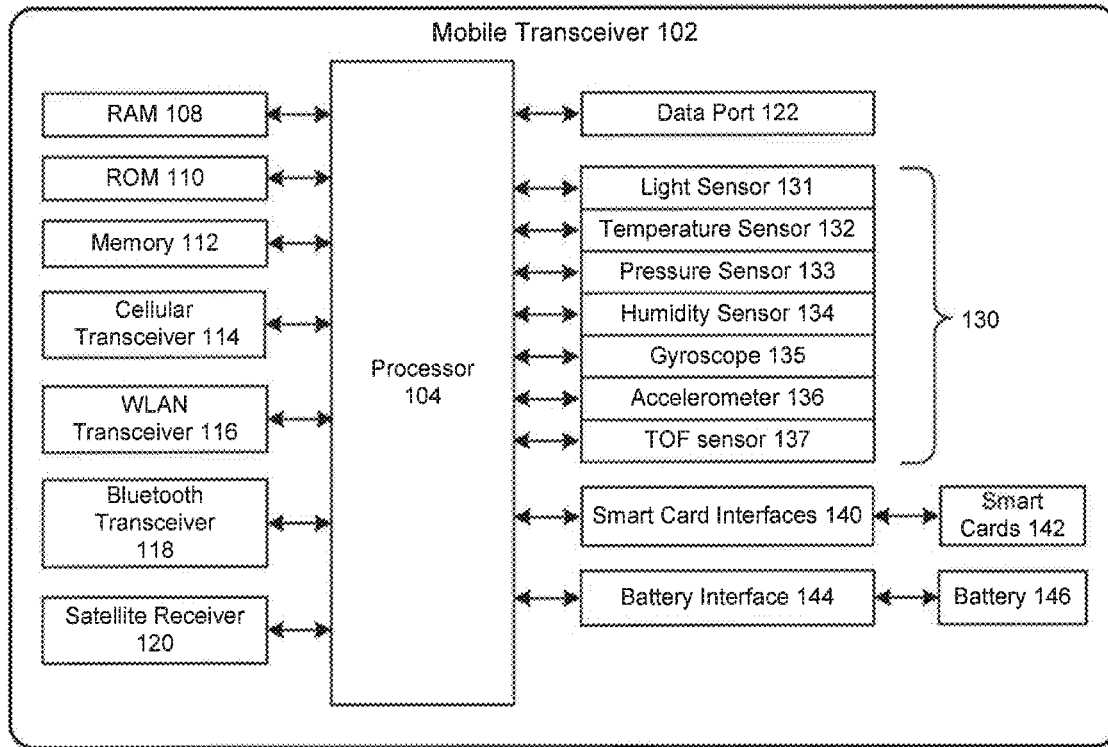 Mobile Transceiver 102
RAM 108
ROM 110
Memory 112
Cellular
Transceiver 114
WLAN
Transceiver 116
Bluetooth
Transceiver
118
Satellite Receiver
120
Processor
104
Data Port 122
Light Sensor 131
Temperature Sensor 132
Pressure Sensor 133
Humidity Sensor 134
Gyroscope 135
Accelerometer 136
TOF sensor 137
130
Smart Card Interfaces 140
Smart
Cards 142
Battery Interface 144
Battery 146